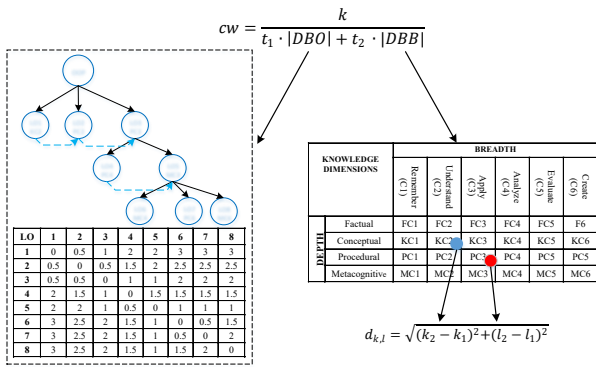 cw = k / (t₁ · |DBO| + t₂ · |DBB|)
LO 1 2 3 4 5 6 7 8
1 0 0.5 1 2 2 3 3 3
2 0.5 0 0.5 1.5 2 2.5 2.5 2.5
3 0.5 0.5 0 1 1 2 2 2
4 2 1.5 1 0 1.5 1.5 1.5 1.5
5 2 2 1 0.5 0 1 1 1
6 3 2.5 2 1.5 1 0 0.5 1.5
7 3 2.5 2 1.5 1 0.5 0 2
8 3 2.5 2 1.5 1 1.5 2 0
KNOWLEDGE
DIMENSIONS
BREADTH
Remember
(C1)
Understand
(C2)
Apply
(C3)
Analyze
(C4)
Evaluate
(C5)
Create
(C6)
DEPTH
Factual FC1 FC2 FC3 FC4 FC5 F6
Conceptual KC1 KC2 KC3 KC4 KC5 KC6
Procedural PC1 PC2 PC3 PC4 PC5 PC5
Metacognitive MC1 MC2 MC3 MC4 MC5 MC6
d_{k,l} = √((k₂ − k₁)²+(l₂ − l₁)²)